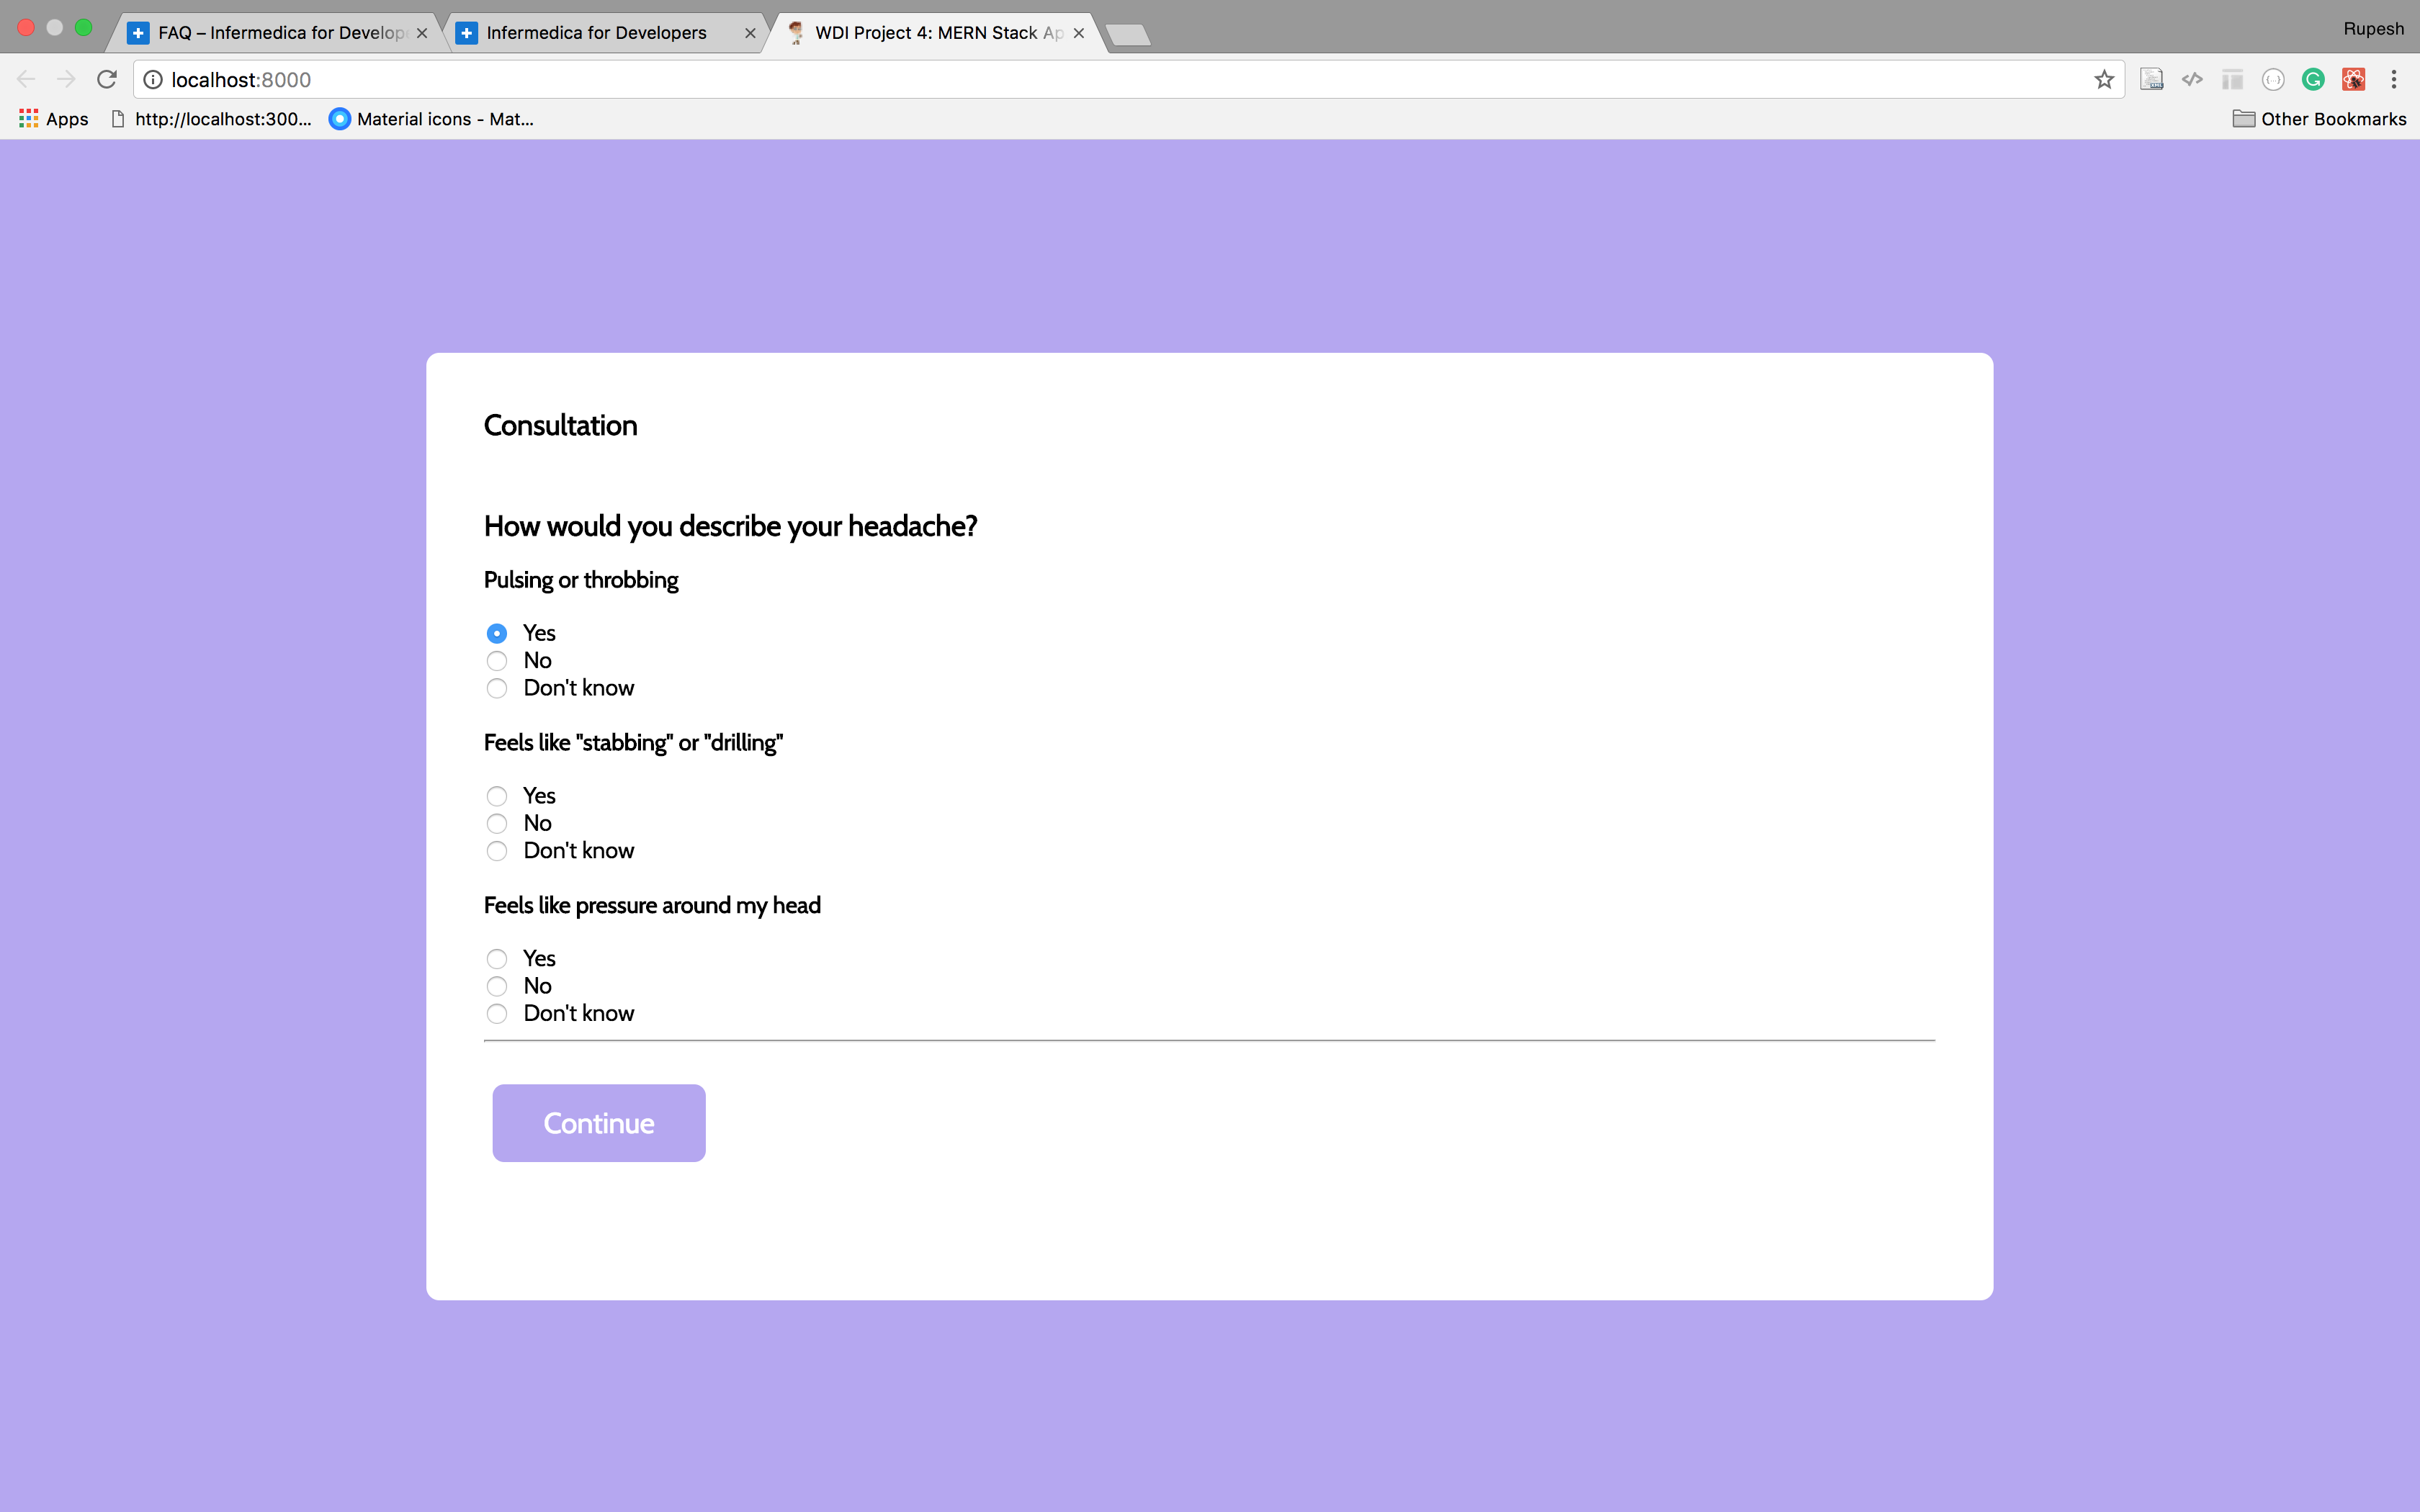 FAQ – Infermedica for Develop
Infermedica for Developers
WDI Project 4: MERN Stack Ap
Rupesh
localhost:8000
Apps
http://localhost:300...
Material icons - Mat...
Other Bookmarks
Consultation
How would you describe your headache?
Pulsing or throbbing
Yes
No
Don't know
Feels like "stabbing" or "drilling"
Yes
No
Don't know
Feels like pressure around my head
Yes
No
Don't know
Continue